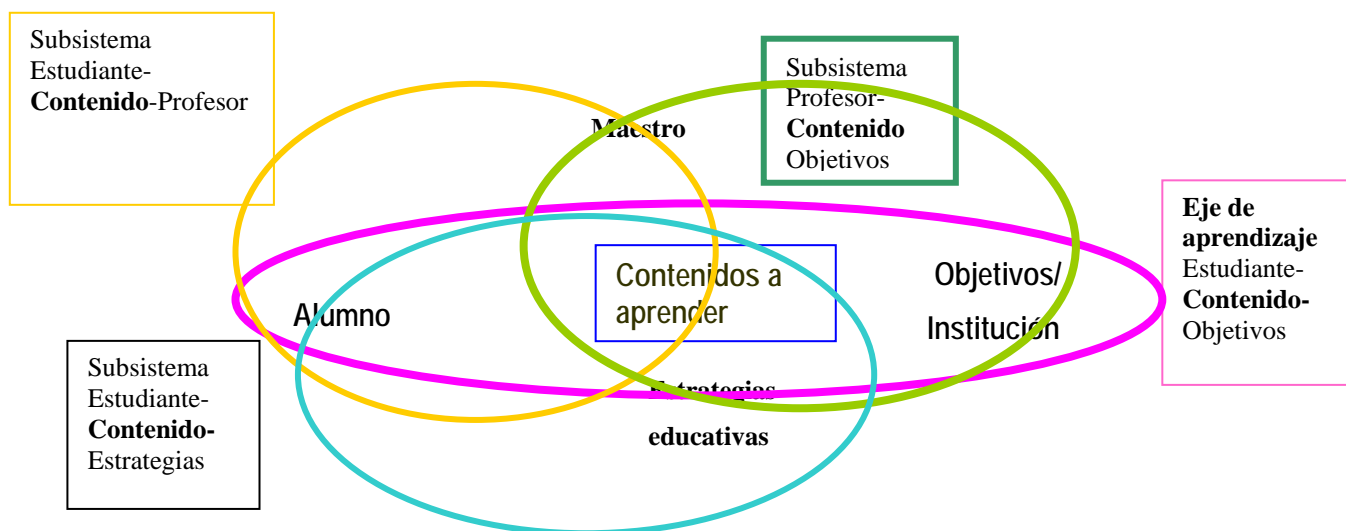 Subsistema
Estudiante-
Contenido-Profesor
Subsistema
Profesor-
Contenido
Objetivos
Maestro
Eje de
aprendizaje
Estudiante-
Contenido-
Objetivos
Contenidos a
aprender
Objetivos/
Institución
Alumno
Subsistema
Estudiante-
Contenido-
Estrategias
Estrategias
educativas